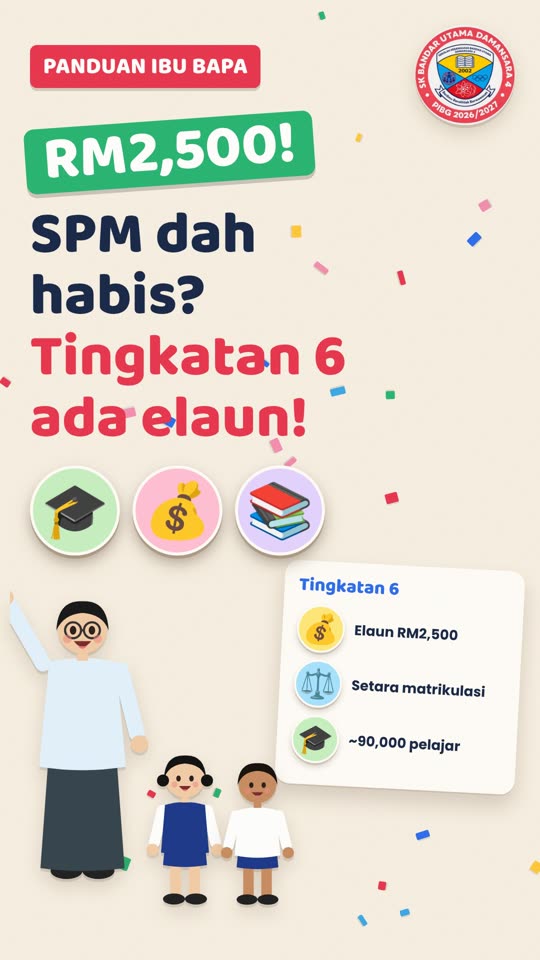 PANDUAN IBU BAPA
SK BANDAR UTAMA DAMANSARA 4
2002
PIBG 2026/2027
RM2,500!
SPM dah
habis?
Tingkatan 6
ada elaun!
Tingkatan 6
Elaun RM2,500
Setara matrikulasi
~90,000 pelajar